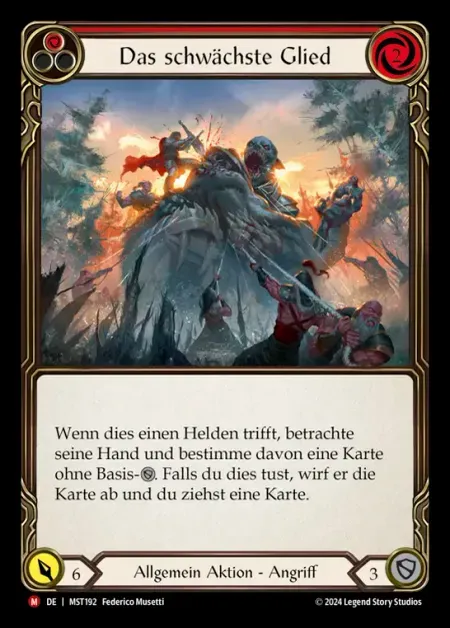 Das schwächste Glied
2
Wenn dies einen Helden trifft, betrachte
seine Hand und bestimme davon eine Karte
ohne Basis- . Falls du dies tust, wirf er die
Karte ab und du ziehst eine Karte.
6
Allgemein Aktion - Angriff
3
M DE | MST192 Federico Musetti
© 2024 Legend Story Studios